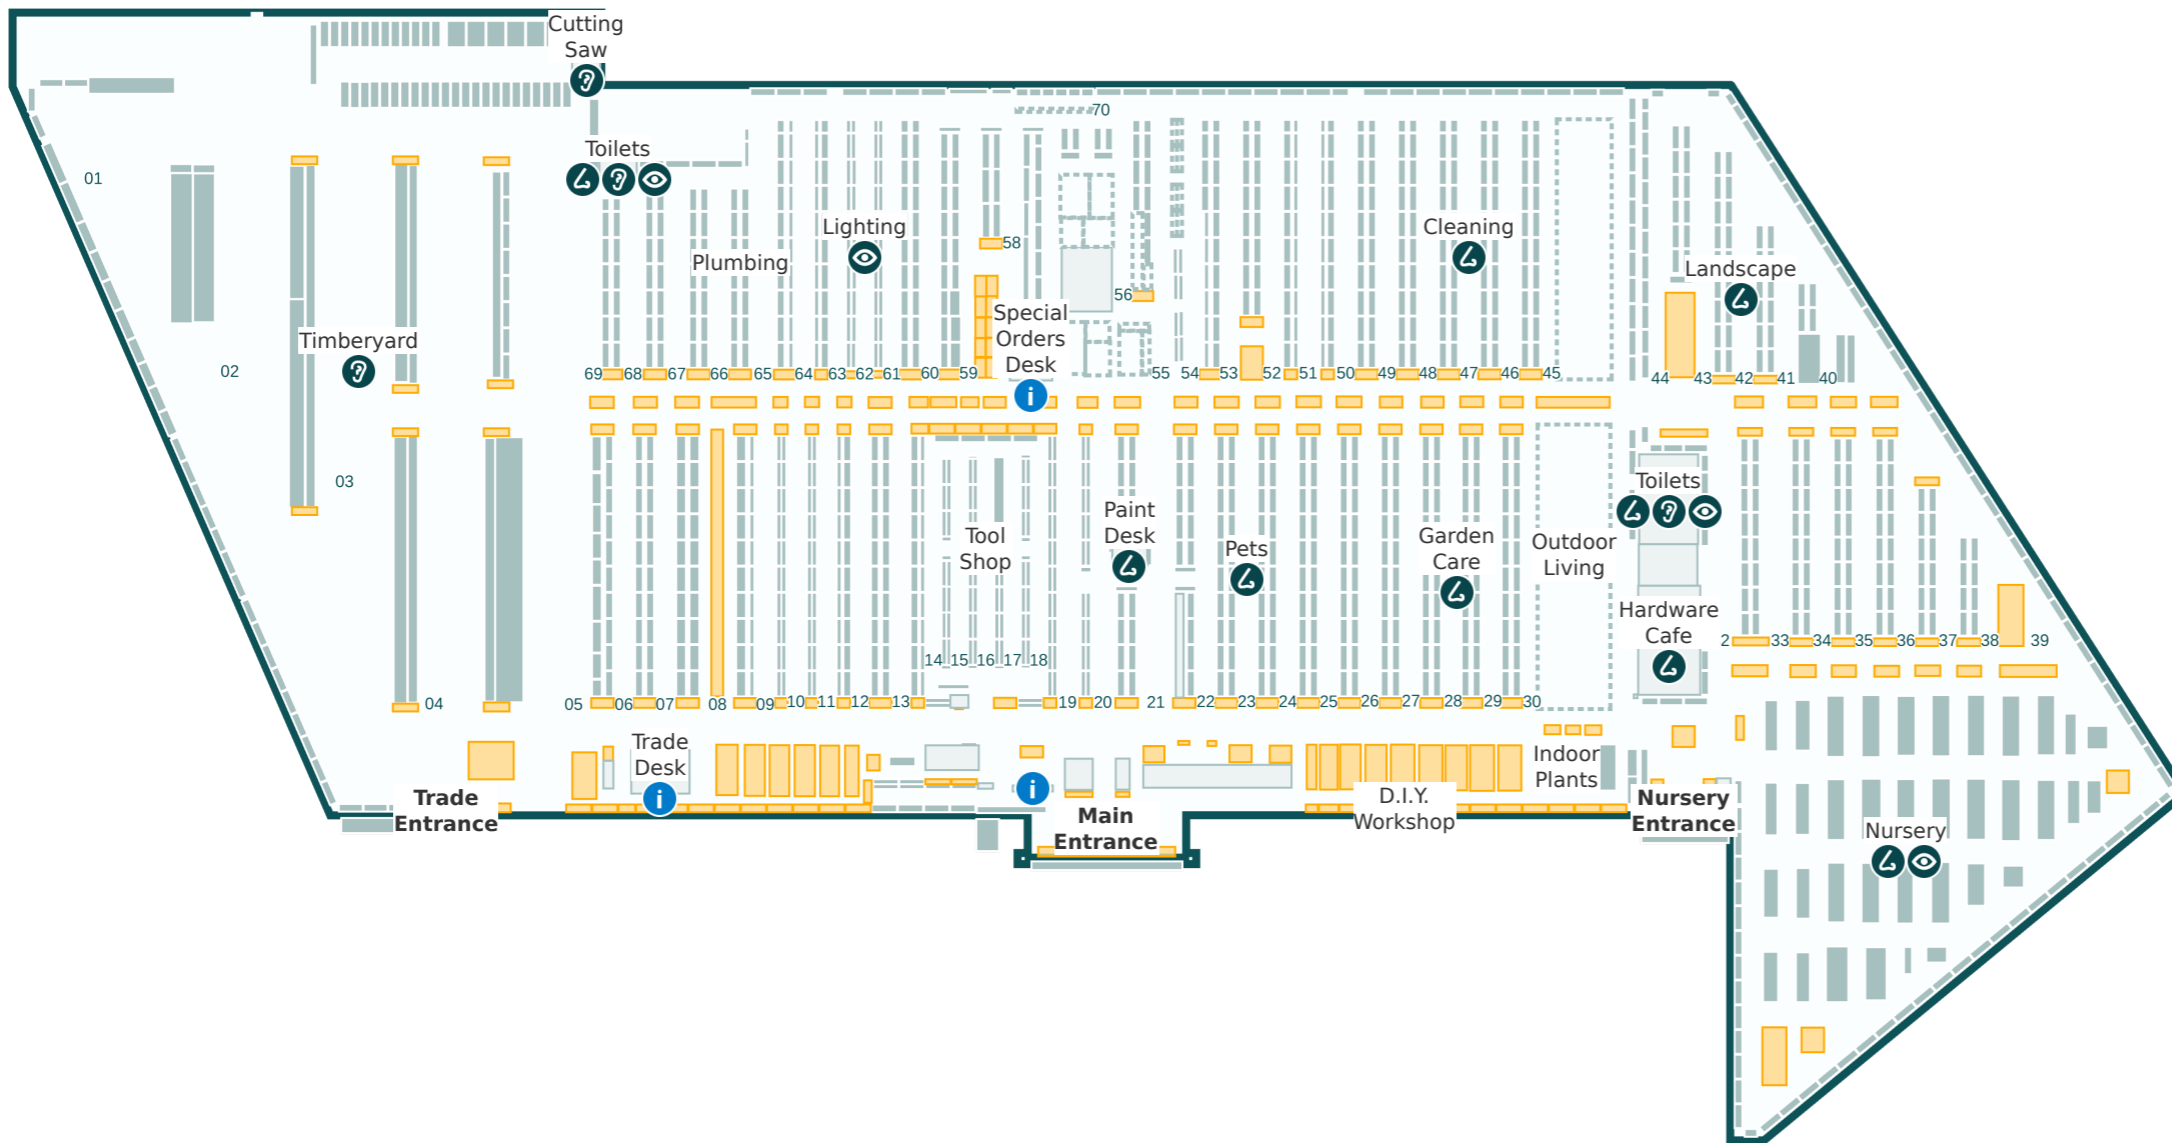 Cutting
Saw
70
Toilets
01
Lighting
Cleaning
58
Plumbing
Landscape
56
Special
Orders
Desk
Timberyard
02
69
68
67
66
65
64
63
62
61
60
59
55
54
53
52
51
50
49
48
47
46
45
44
43
42
41
40
i
03
Toilets
Paint
Desk
Tool
Shop
Pets
Garden
Care
Outdoor
Living
Hardware
Cafe
2
33
34
35
36
37
38
39
14
15
16
17
18
04
05
06
07
08
09
10
11
12
13
19
20
21
22
23
24
25
26
27
28
29
30
Trade
Desk
i
i
Indoor
Plants
Trade
Entrance
Main
Entrance
D.I.Y.
Workshop
Nursery
Entrance
Nursery